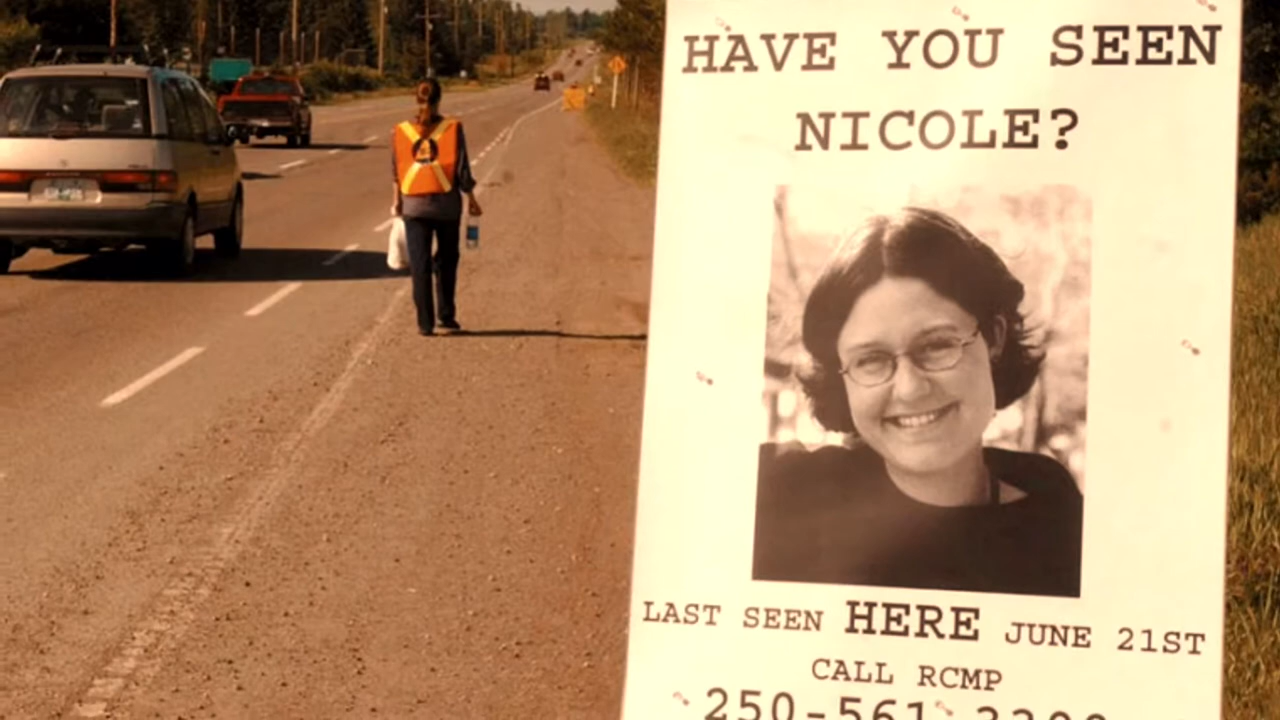 HAVE YOU SEEN
NICOLE?
LAST SEEN HERE JUNE 21ST
CALL RCMP
250-561-